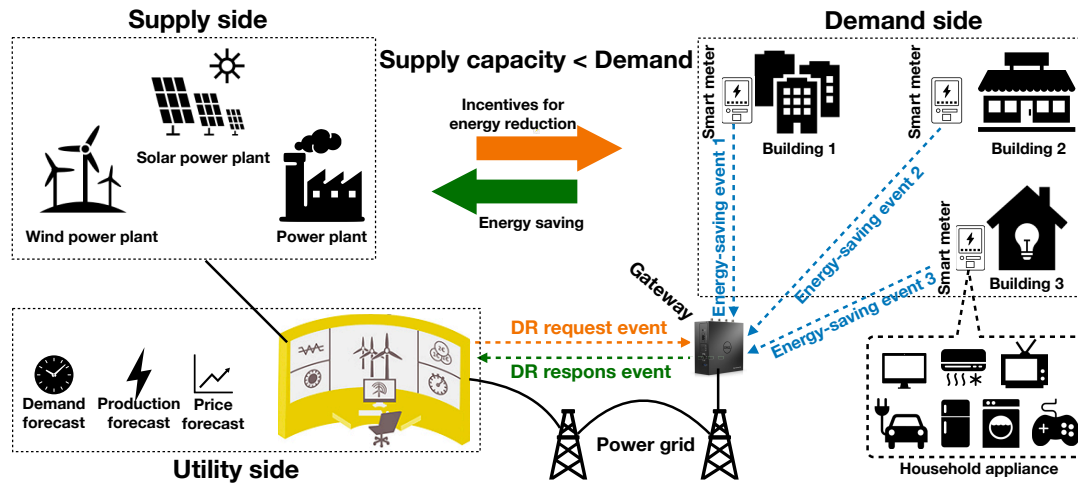 Supply side
Demand side
Supply capacity < Demand
Incentives for
energy reduction
Energy saving
Solar power plant
Wind power plant
Power plant
Smart meter
Building 1
Smart meter
Building 2
Smart meter
Building 3
Energy-saving event 1
Energy-saving event 2
Energy-saving event 3
Gateway
DR request event
DR respons event
Demand
forecast
Production
forecast
Price
forecast
Utility side
Power grid
Household appliance